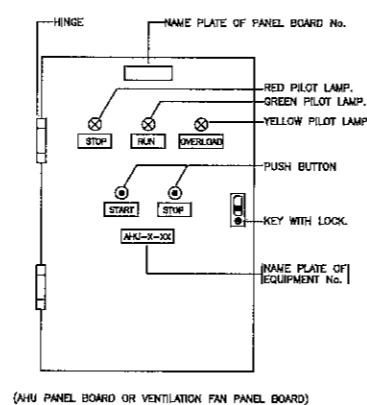 HINGE
NAME PLATE OF PANEL BOARD No.
RED PILOT LAMP.
GREEN PILOT LAMP.
YELLOW PILOT LAMP
STOP RUN OVERLOAD
PUSH BUTTON
START STOP
KEY WITH LOCK.
AHU-X-XX
NAME PLATE OF
EQUIPMENT No.
(AHU PANEL BOARD OR VENTILATION FAN PANEL BOARD)